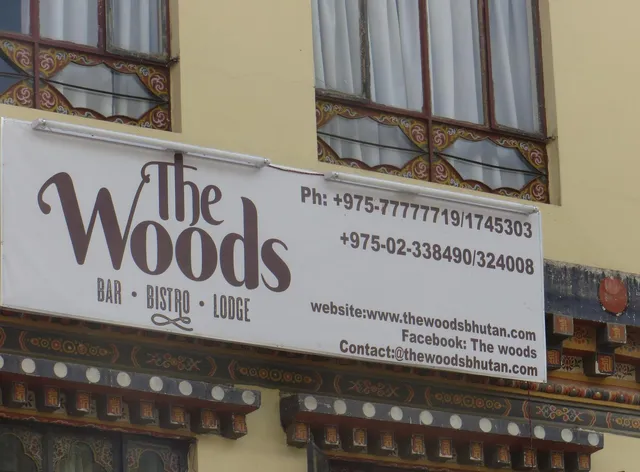 The
Woods
BAR • BISTRO • LODGE
Ph: +975-77777719/1745303
+975-02-338490/324008
website:www.thewoodsbhutan.com
Facebook: The woods
Contact:@thewoodsbhutan.com